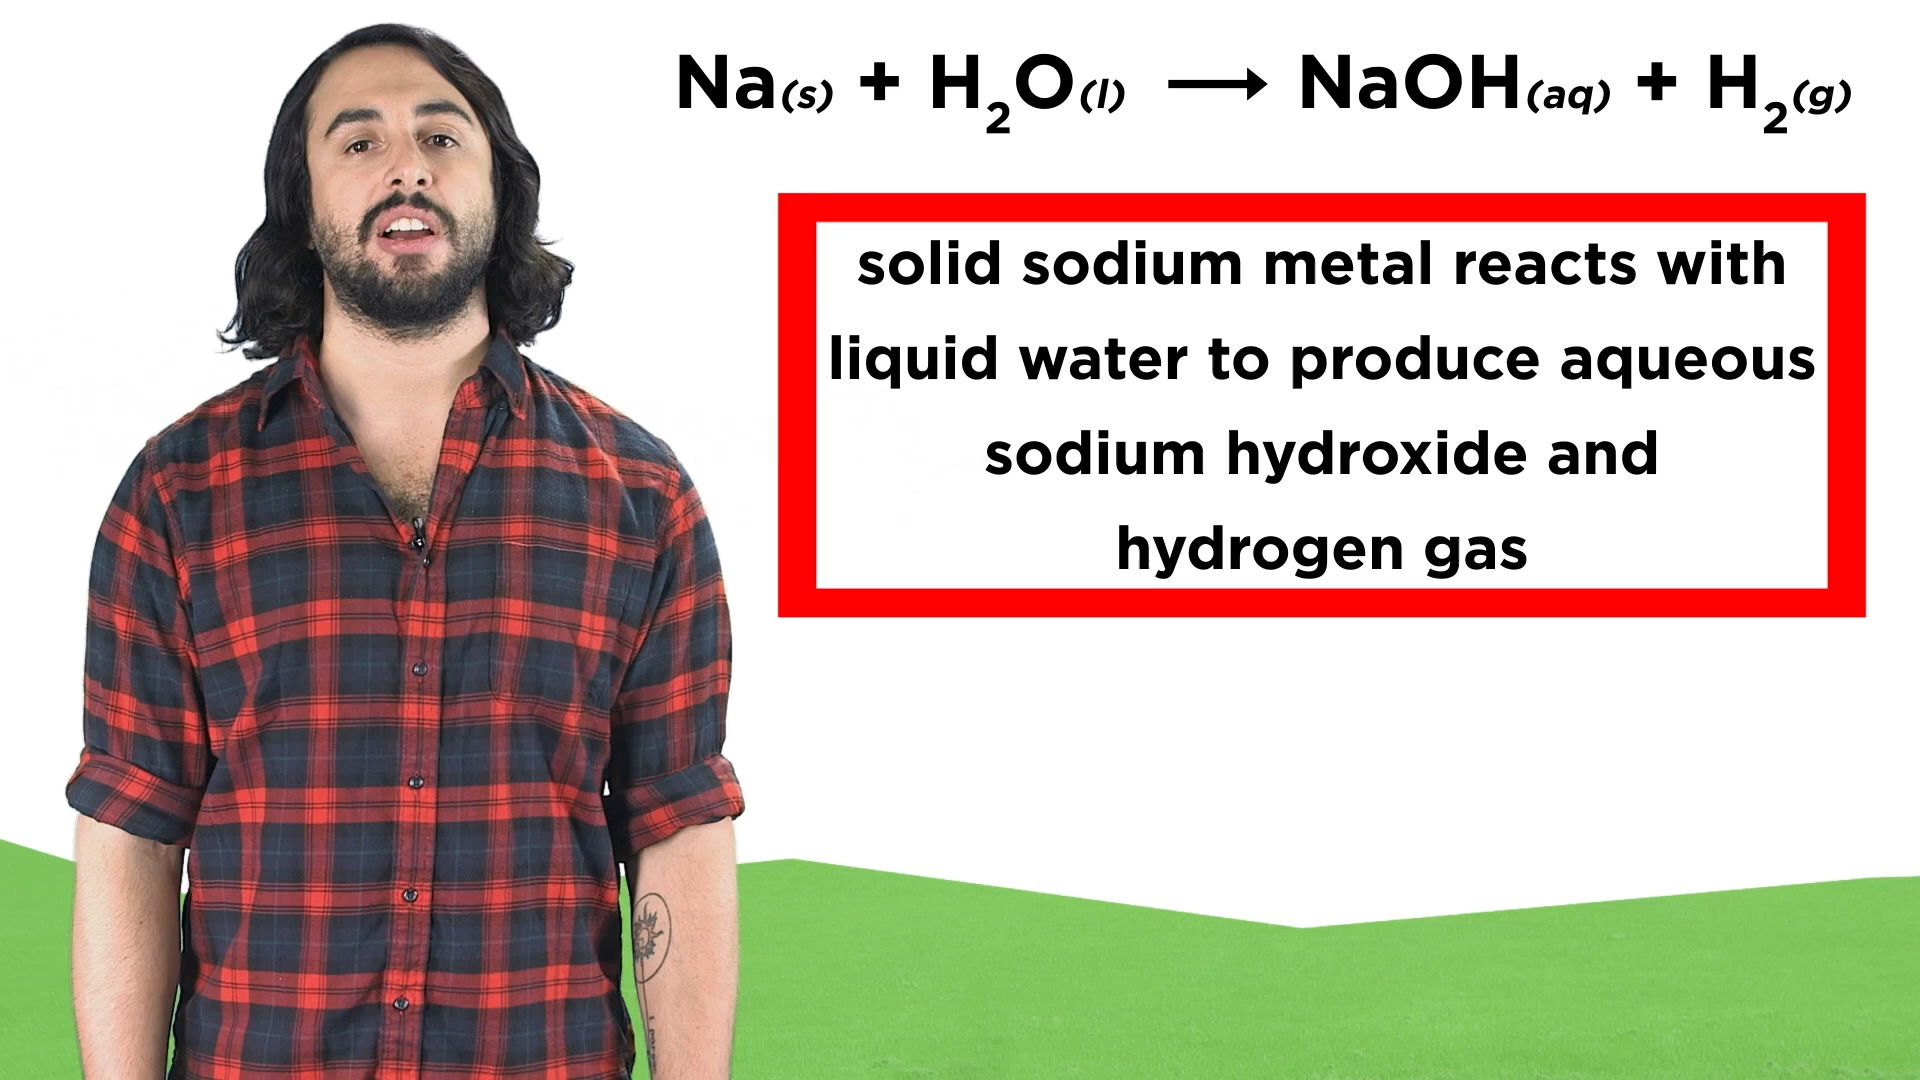 Na(s) + H₂O(l) → NaOH(aq) + H₂(g)
solid sodium metal reacts with
liquid water to produce aqueous
sodium hydroxide and
hydrogen gas